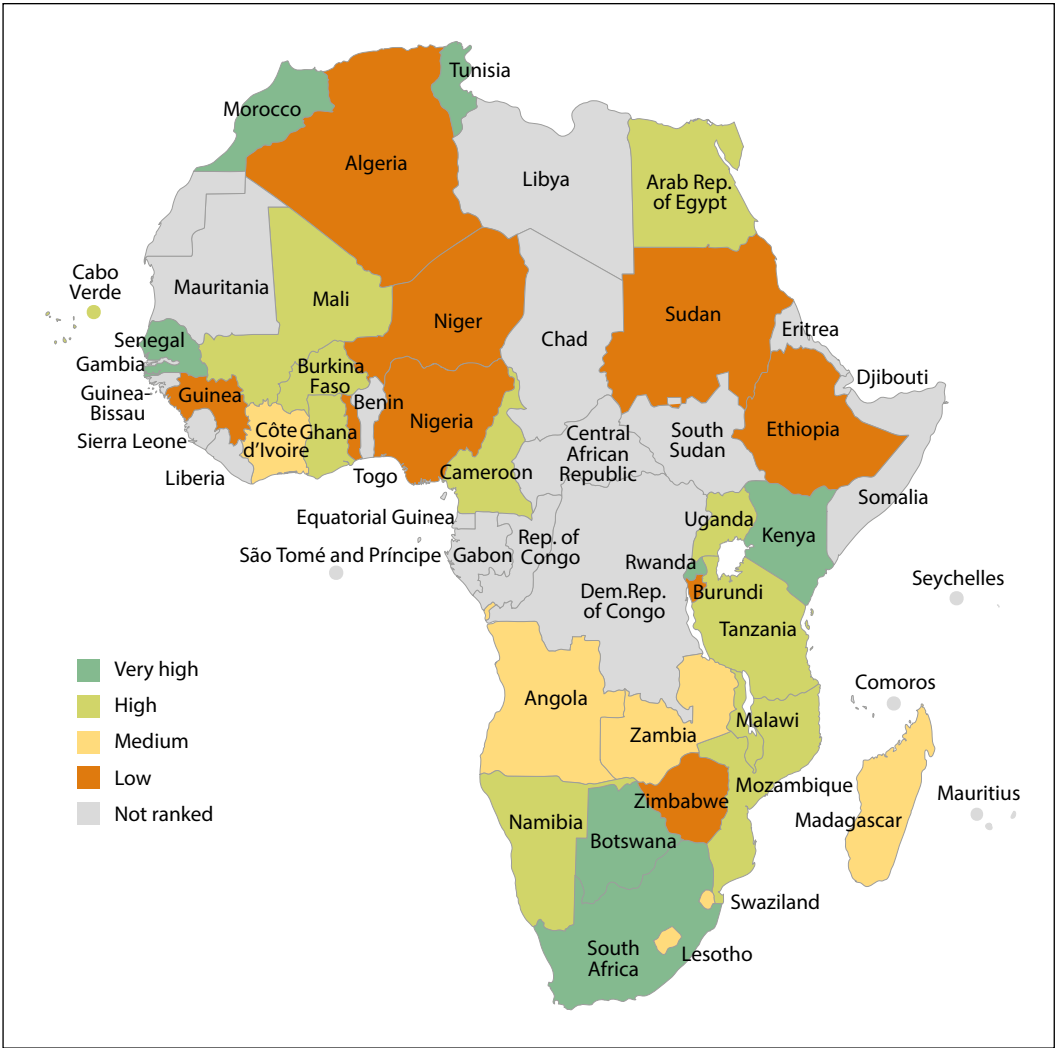 Tunisia
Morocco
Algeria
Libya
Arab Rep.
of Egypt
Cabo
Verde
Mauritania
Mali
Niger
Sudan
Chad
Eritrea
Senegal
Gambia
Burkina
Faso
Djibouti
Guinea-
Bissau
Guinea
Benin
Nigeria
Côte
d’Ivoire
Ghana
Ethiopia
Sierra Leone
Central
African
Republic
South
Sudan
Liberia
Togo
Cameroon
Somalia
Equatorial Guinea
Uganda
Kenya
São Tomé and Príncipe
Gabon
Rep. of
Congo
Rwanda
Dem.Rep.
of Congo
Burundi
Seychelles
Tanzania
Very high
High
Medium
Low
Not ranked
Comoros
Angola
Malawi
Zambia
Mozambique
Zimbabwe
Mauritius
Namibia
Madagascar
Botswana
Swaziland
South
Africa
Lesotho